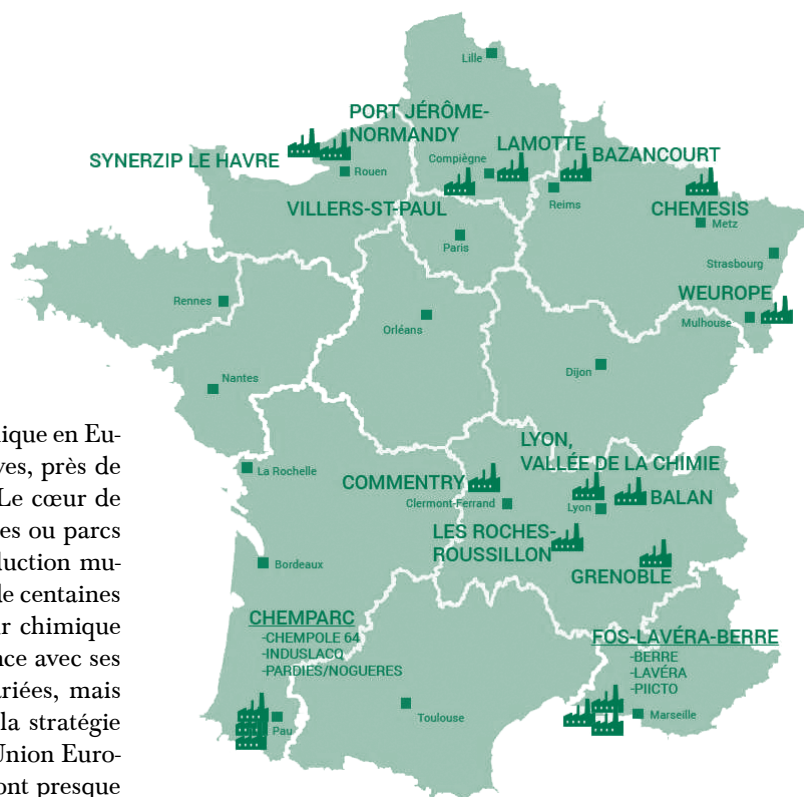 Lille
PORT JÉRÔME-
NORMANDY
LAMOTTE
SYNERZIP LE HAVRE
Compiègne
BAZANCOURT
Rouen
VILLERS-ST-PAUL
Reims
CHEMESIS
Metz
Paris
Strasbourg
WEUROPE
Rennes
Orléans
Mulhouse
Dijon
Nantes
ique en Eu-
ves, près de
Le cœur de
es ou parcs
duction mu-
de centaines
r chimique
nce avec ses
ariées, mais
la stratégie
Union Euro-
ont presque
LYON,
VALLÉE DE LA CHIMIE
La Rochelle
COMMENTRY
Clermont-Ferrand
Lyon
BALAN
LES ROCHES-
ROUSSILLON
Bordeaux
GRENOBLE
CHEMPARC
-CHEMPOLE 64
-INDUSLACQ
-PARDIES/NOGUERES
FOS-LAVÉRA-BERRE
-BERRE
-LAVÉRA
-PIICTO
Pau
Toulouse
Marseille